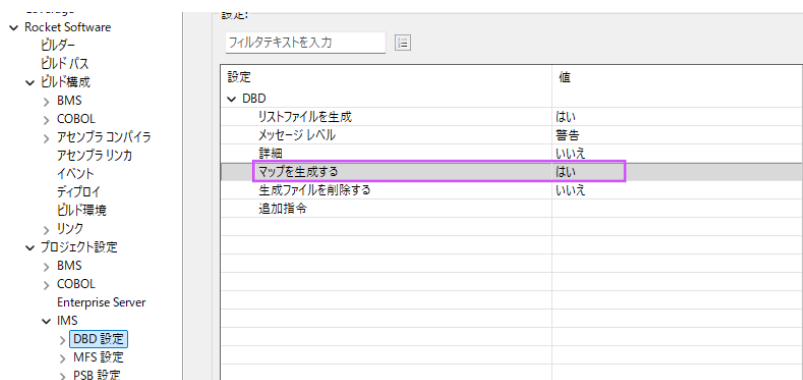 Rocket Software
ビルダー
ビルド パス
ビルド構成
BMS
COBOL
アセンブラ コンパイラ
アセンブラ リンカ
イベント
ディプロイ
ビルド環境
リンク
プロジェクト設定
BMS
COBOL
Enterprise Server
IMS
DBD 設定
MFS 設定
PSB 設定
設定:
フィルタテキストを入力
設定 値
DBD
リストファイルを生成 はい
メッセージ レベル 警告
詳細 いいえ
マップを生成する はい
生成ファイルを削除する いいえ
追加指令